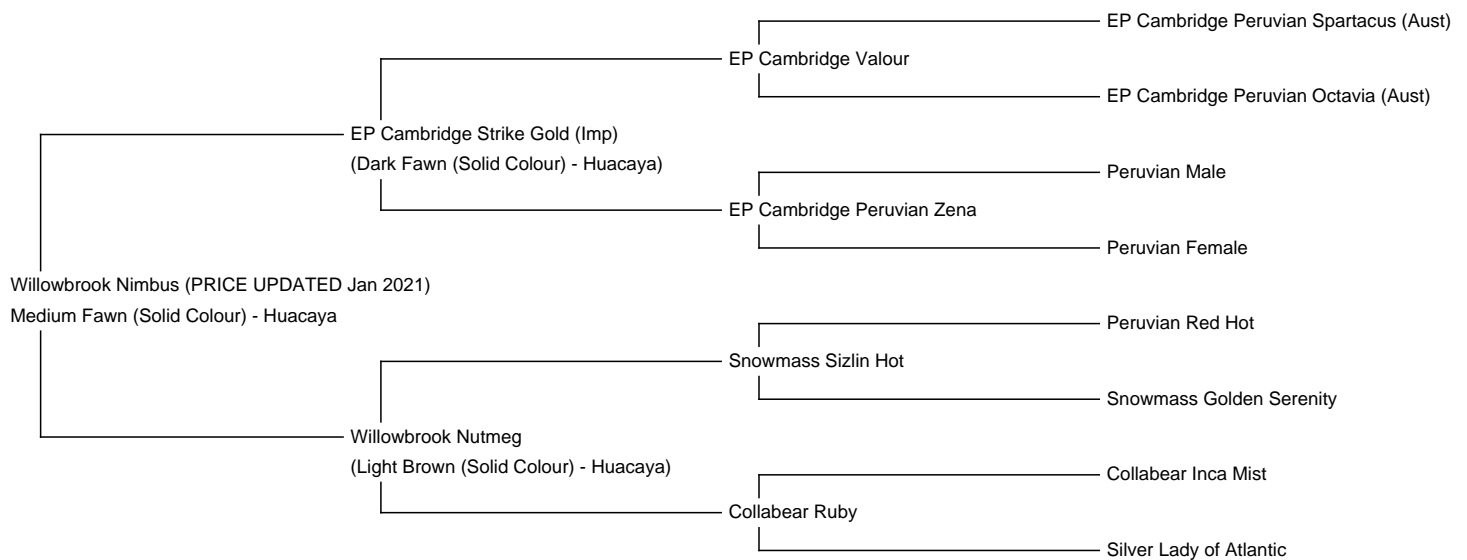 EP Cambridge Peruvian Spartacus (Aust)
EP Cambridge Valour
EP Cambridge Peruvian Octavia (Aust)
EP Cambridge Strike Gold (Imp)
(Dark Fawn (Solid Colour) - Huacaya)
Peruvian Male
EP Cambridge Peruvian Zena
Peruvian Female
Willowbrook Nimbus (PRICE UPDATED Jan 2021)
Medium Fawn (Solid Colour) - Huacaya
Peruvian Red Hot
Snowmass Sizlin Hot
Snowmass Golden Serenity
Willowbrook Nutmeg
(Light Brown (Solid Colour) - Huacaya)
Collabear Inca Mist
Collabear Ruby
Silver Lady of Atlantic